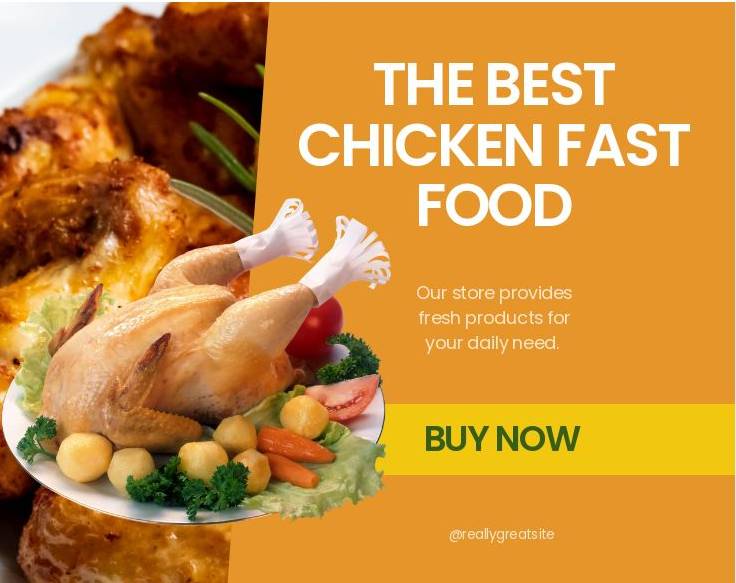 THE BEST
CHICKEN FAST
FOOD
Our store provides
fresh products for
your daily need.
BUY NOW
@reallygreatsite